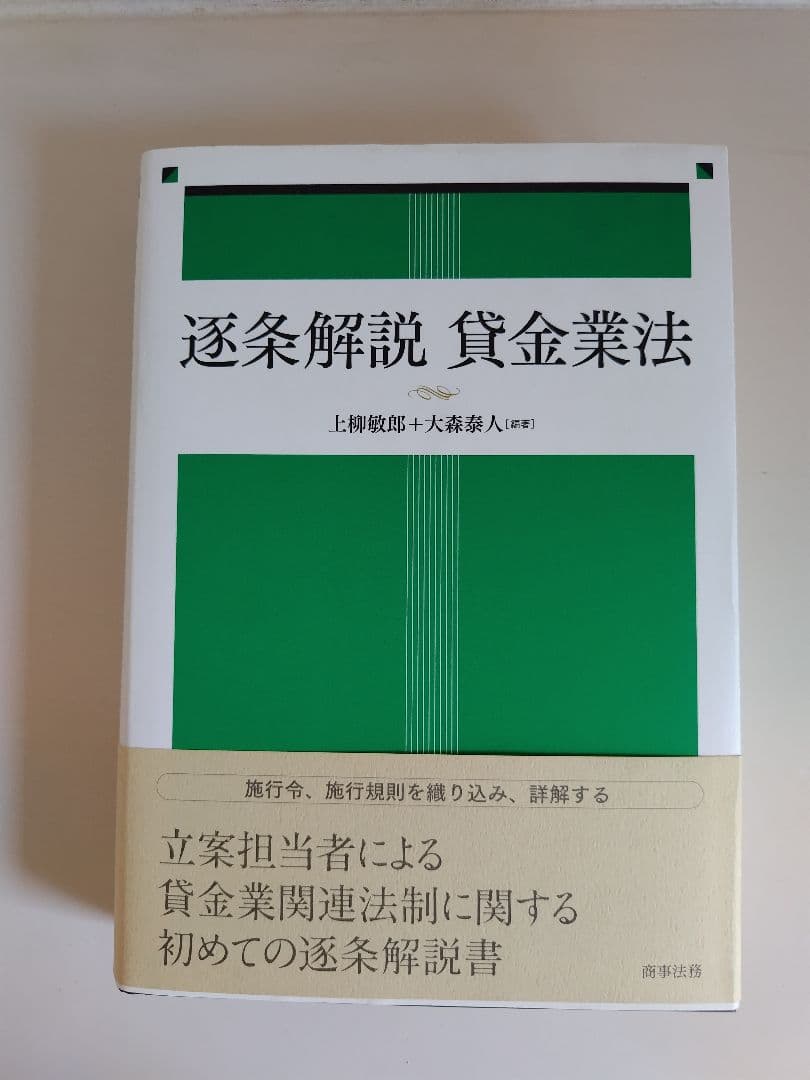 逐条解説 貸金業法
上柳敏郎+大森泰人[編著]
施行令、施行規則を織り込み、詳解する
立案担当者による
貸金業関連法制に関する
初めての逐条解説書
商事法務